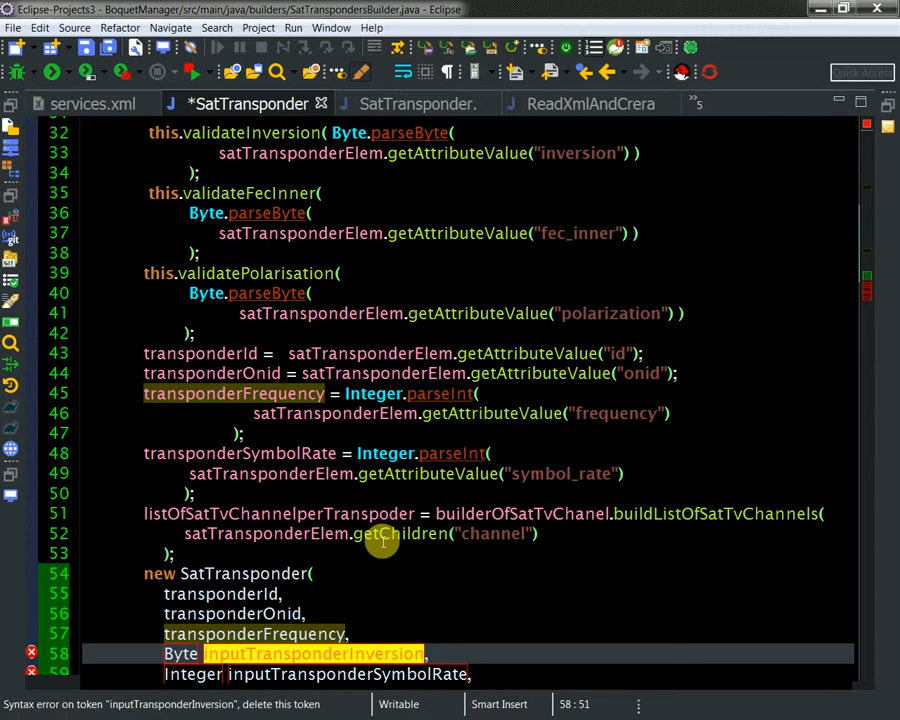 Eclipse-Projects3 - BoquetManager/src/main/java/builders/SatTranspondersBuilder.java - Eclipse
File Edit Source Refactor Navigate Search Project Run Window Help
Quick Access
services.xml *SatTransponder SatTransponder. ReadXmlAndCrera »5
32 this.validateInversion( Byte.parseByte(
33 satTransponderElem.getAttributeValue("inversion") )
34 );
35 this.validateFecInner(
36 Byte.parseByte(
37 satTransponderElem.getAttributeValue("fec_inner") )
38 );
39 this.validatePolarisation(
40 Byte.parseByte(
41 satTransponderElem.getAttributeValue("polarization") )
42 );
43 transponderId = satTransponderElem.getAttributeValue("id");
44 transponderOnid = satTransponderElem.getAttributeValue("onid");
45 transponderFrequency = Integer.parseInt(
46 satTransponderElem.getAttributeValue("frequency")
47 );
48 transponderSymbolRate = Integer.parseInt(
49 satTransponderElem.getAttributeValue("symbol_rate")
50 );
51 listOfSatTvChannelperTranspoder = builderOfSatTvChanel.buildListOfSatTvChannels(
52 satTransponderElem.getChildren("channel")
53 );
54 new SatTransponder(
55 transponderId,
56 transponderOnid,
57 transponderFrequency,
58 Byte inputTransponderInversion,
59 Integer inputTransponderSymbolRate,
Syntax error on token "inputTransponderInversion", delete this token Writable Smart Insert 58 : 51